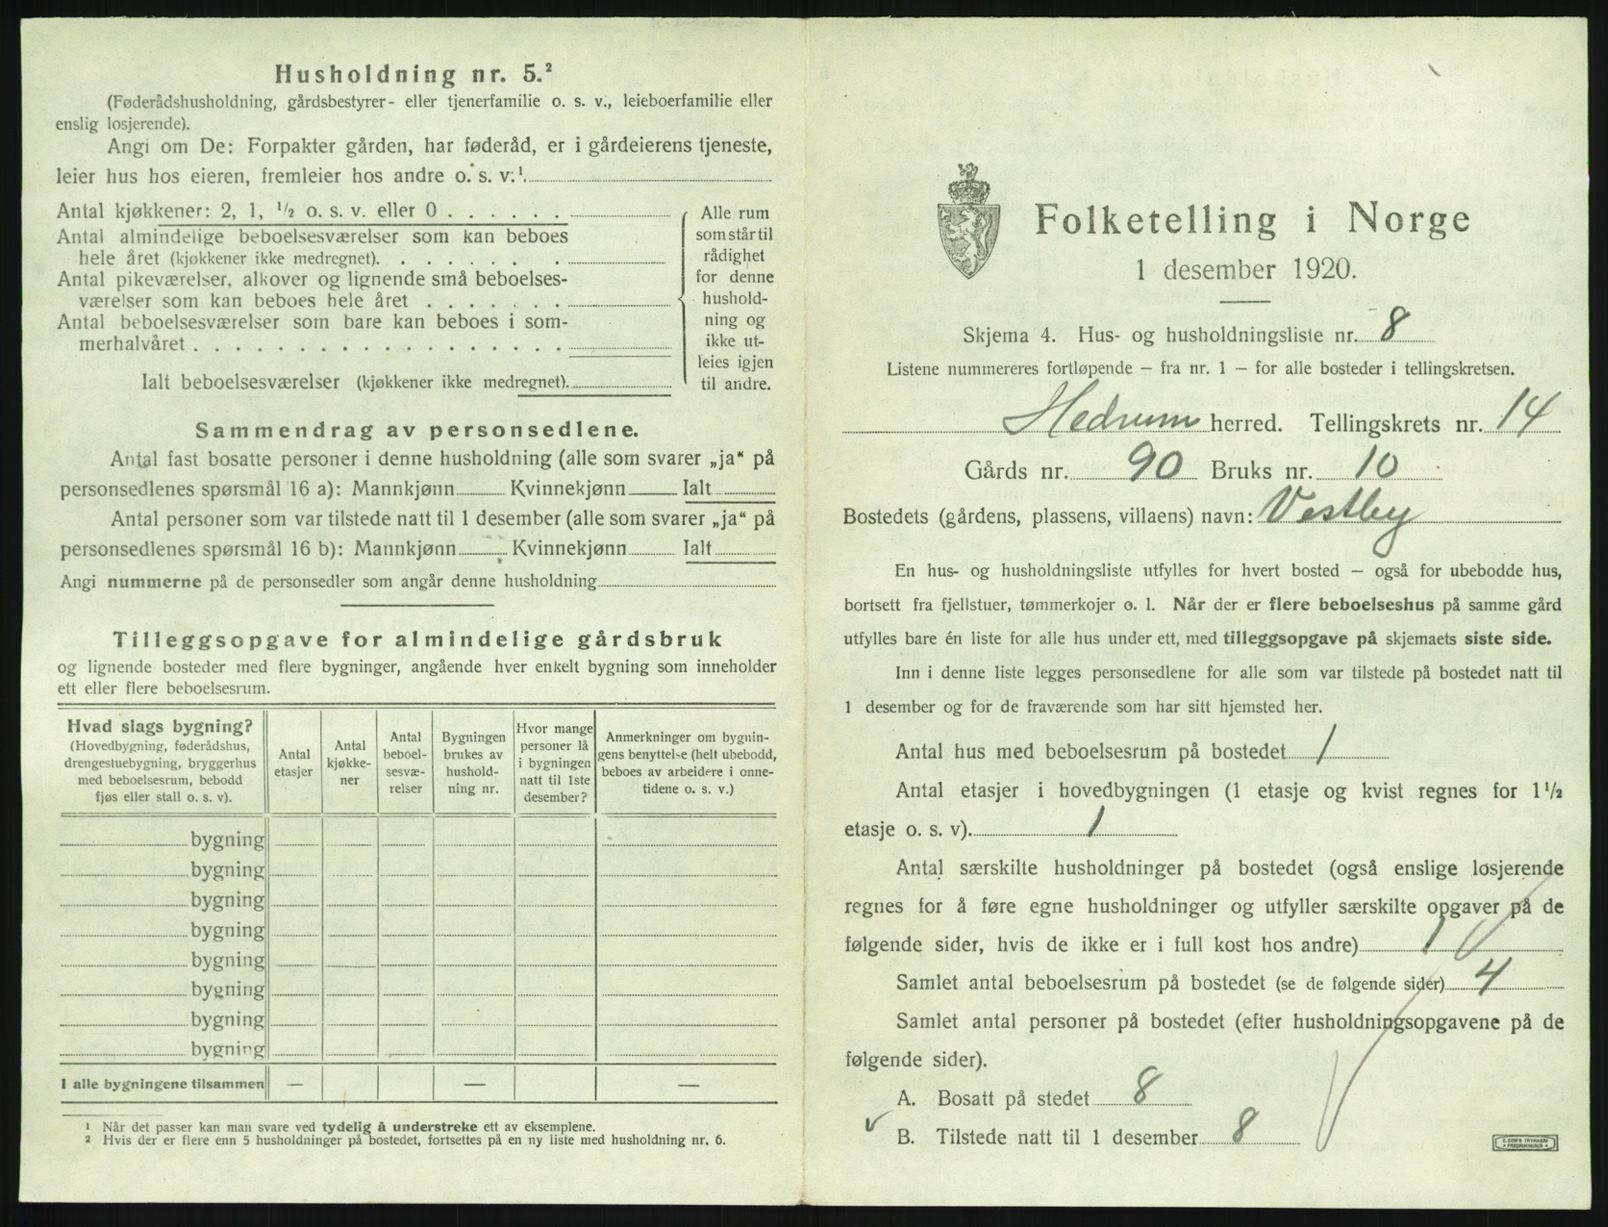 Husholdning nr. 5.²
(Føderådshusholdning, gårdsbestyrer- eller tjenerfamilie o. s. v., leieboerfamilie eller
enslig losjerende).
Angi om De: Forpakter gården, har føderåd, er i gårdeierens tjeneste,
leier hus hos eieren, fremleier hos andre o. s. v.¹
Antal kjøkkener: 2, 1, ¹/₂ o. s. v. eller 0 . . . . . .
Antal almindelige beboelsesværelser som kan beboes
hele året (kjøkkener ikke medregnet). . . . . . . .
Antal pikeværelser, alkover og lignende små beboelses-
værelser som kan beboes hele året . . . . . . .
Antal beboelsesværelser som bare kan beboes i som-
merhalvåret . . . . . . . . . . . . . . . . . .
Ialt beboelsesværelser (kjøkkener ikke medregnet).
Alle rum
som står til
rådighet
for denne
hushold-
ning og
ikke ut-
leies igjen
til andre.
Sammendrag av personsedlene.
Antal fast bosatte personer i denne husholdning (alle som svarer „ja“ på
personsedlenes spørsmål 16 a): Mannkjønn Kvinnekjønn Ialt
Antal personer som var tilstede natt til 1 desember (alle som svarer „ja“ på
personsedlenes spørsmål 16 b): Mannkjønn Kvinnekjønn Ialt
Angi nummerne på de personsedler som angår denne husholdning
Tilleggsopgave for almindelige gårdsbruk
og lignende bosteder med flere bygninger, angående hver enkelt bygning som inneholder
ett eller flere beboelsesrum.
Hvad slags bygning?
(Hovedbygning, føderådshus,
drengestuebygning, bryggerhus
med beboelsesrum, bebodd
fjøs eller stall o. s. v).
Antal
etasjer
Antal
kjøkke-
ner
Antal
beboel-
sesvæ-
relser
Bygningen
brukes av
hushold-
ning nr.
Hvor mange
personer lå
i bygningen
natt til 1ste
desember?
Anmerkninger om bygnin-
gens benyttelse (helt ubebodd,
beboes av arbeidere i onne-
tidene o. s. v.)
bygning
bygning
bygning
bygning
bygning
bygning
bygning
bygning
I alle bygningene tilsammen — — —
¹ Når det passer kan man svare ved tydelig å understreke ett av eksemplene.
² Hvis der er flere enn 5 husholdninger på bostedet, fortsettes på en ny liste med husholdning nr. 6.
Folketelling i Norge
1 desember 1920.
Skjema 4. Hus- og husholdningsliste nr. 8
Listene nummereres fortløpende – fra nr. 1 – for alle bosteder i tellingskretsen.
Hedrum herred. Tellingskrets nr. 14
Gårds nr. 90 Bruks nr. 10
Bostedets (gårdens, plassens, villaens) navn: Vestby
En hus- og husholdningsliste utfylles for hvert bosted – også for ubebodde hus,
bortsett fra fjellstuer, tømmerkojer o. l. Når der er flere beboelseshus på samme gård
utfylles bare én liste for alle hus under ett, med tilleggsopgave på skjemaets siste side.
Inn i denne liste legges personsedlene for alle som var tilstede på bostedet natt til
1 desember og for de fraværende som har sitt hjemsted her.
Antal hus med beboelsesrum på bostedet 1
Antal etasjer i hovedbygningen (1 etasje og kvist regnes for 1¹/₂
etasje o. s. v). 1
Antal særskilte husholdninger på bostedet (også enslige losjerende
regnes for å føre egne husholdninger og utfyller særskilte opgaver på de
følgende sider, hvis de ikke er i full kost hos andre) 1
Samlet antal beboelsesrum på bostedet (se de følgende sider) 4
Samlet antal personer på bostedet (efter husholdningsopgavene på de
følgende sider).
A. Bosatt på stedet 8
B. Tilstede natt til 1 desember 8